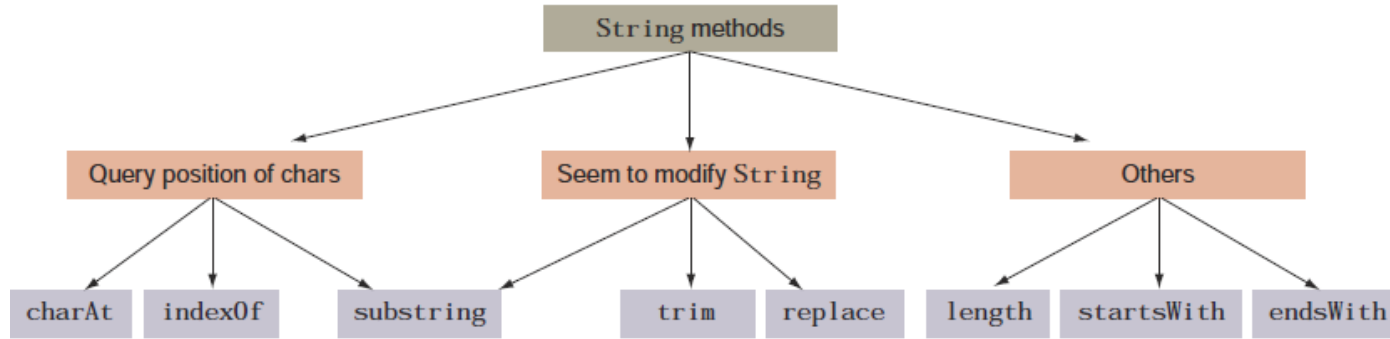 String methods
Query position of chars
Seem to modify String
Others
charAt
indexOf
substring
trim
replace
length
startsWith
endsWith